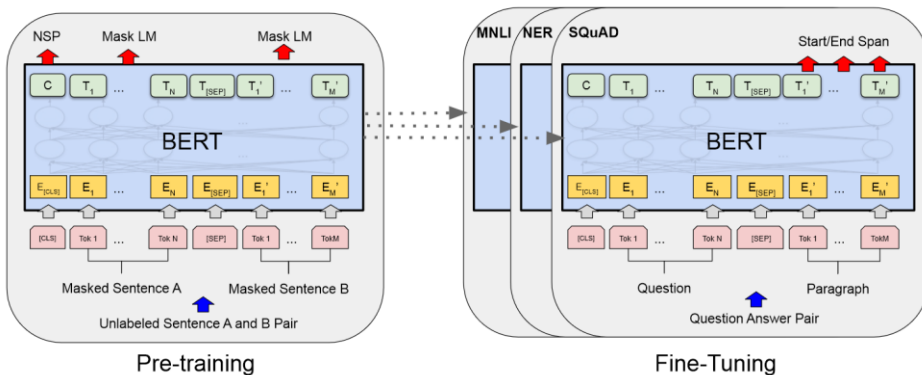 NSP Mask LM Mask LM
C T1 ... TN T[SEP] T1' ... TM'
BERT
E[CLS] E1 ... EN E[SEP] E1' ... EM'
[CLS] Tok 1 ... Tok N [SEP] Tok 1 ... TokM
Masked Sentence A Masked Sentence B
Unlabeled Sentence A and B Pair
Pre-training
MNLI NER SQuAD
Start/End Span
C T1 ... TN T[SEP] T1' ... TM'
BERT
E[CLS] E1 ... EN E[SEP] E1' ... EM'
[CLS] Tok 1 ... Tok N [SEP] Tok 1 ... TokM
Question Paragraph
Question Answer Pair
Fine-Tuning